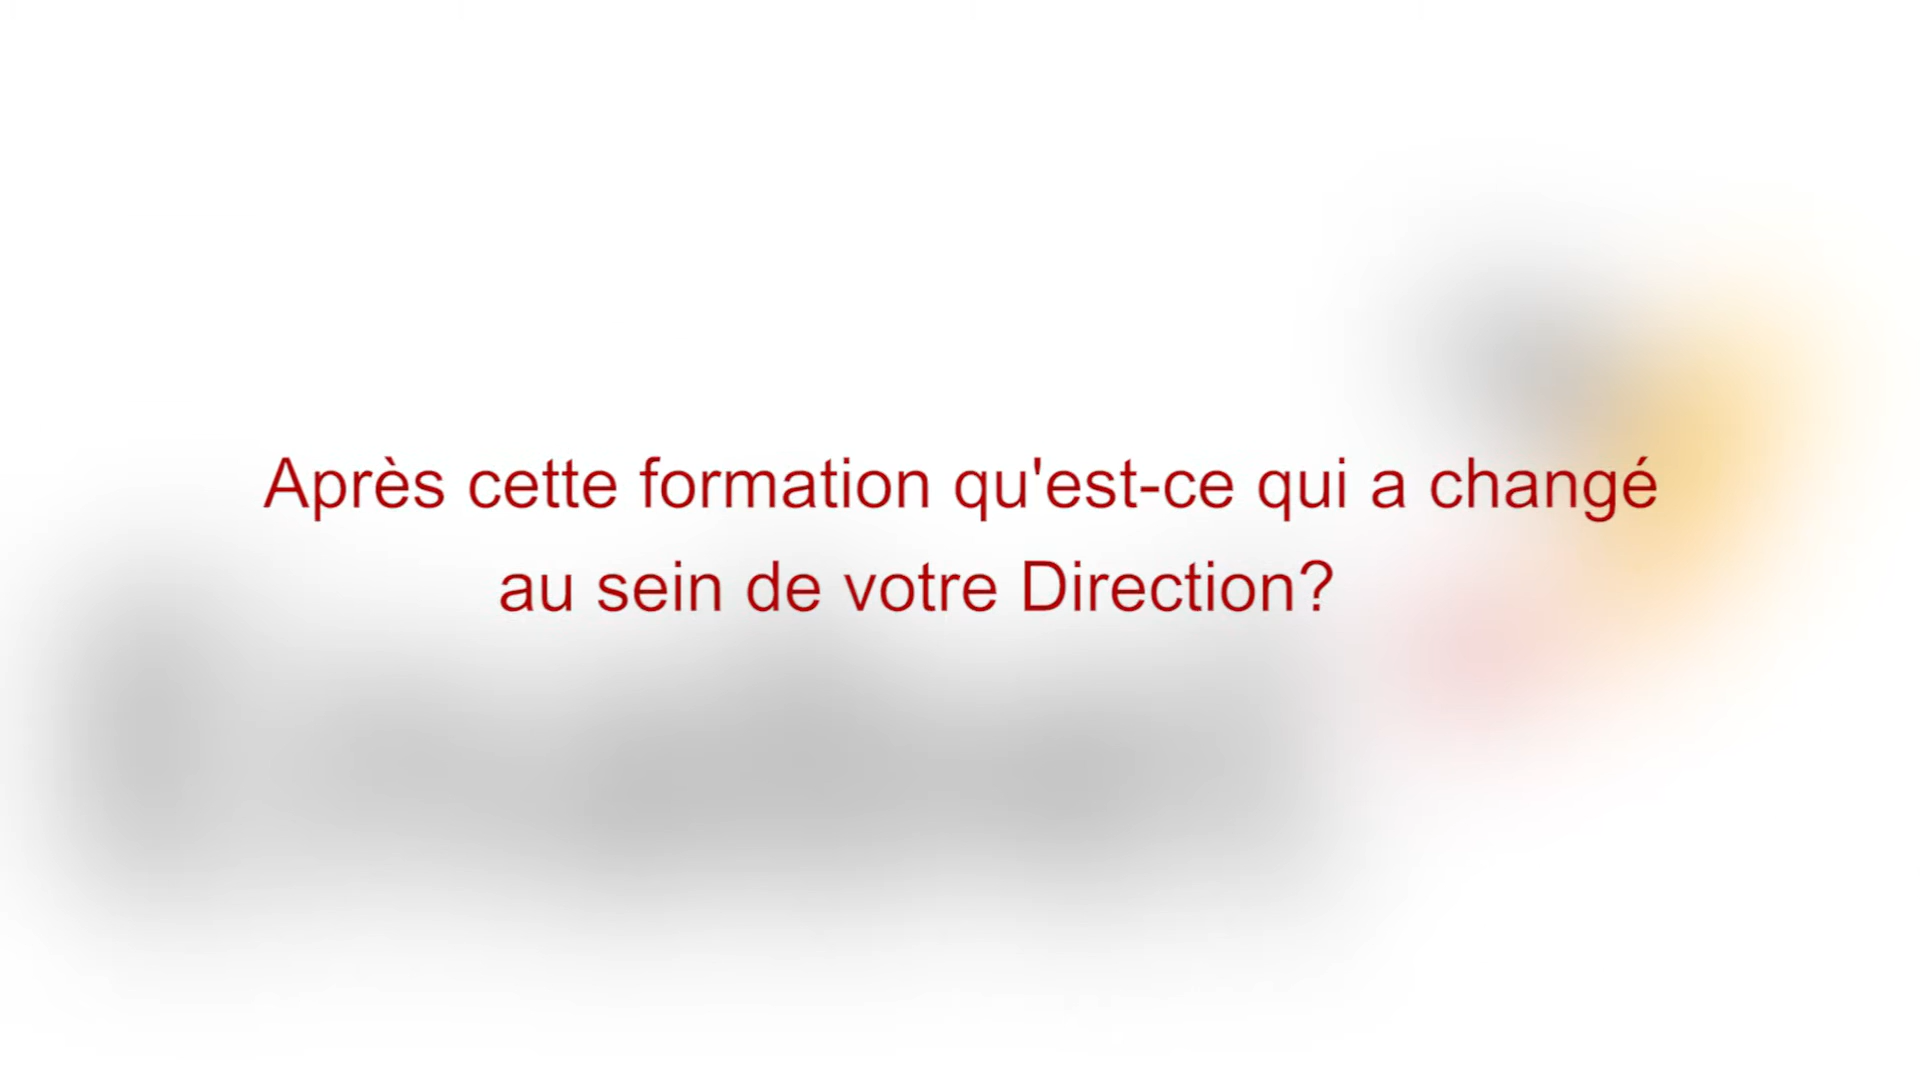 Après cette formation qu'est-ce qui a changé
au sein de votre Direction?